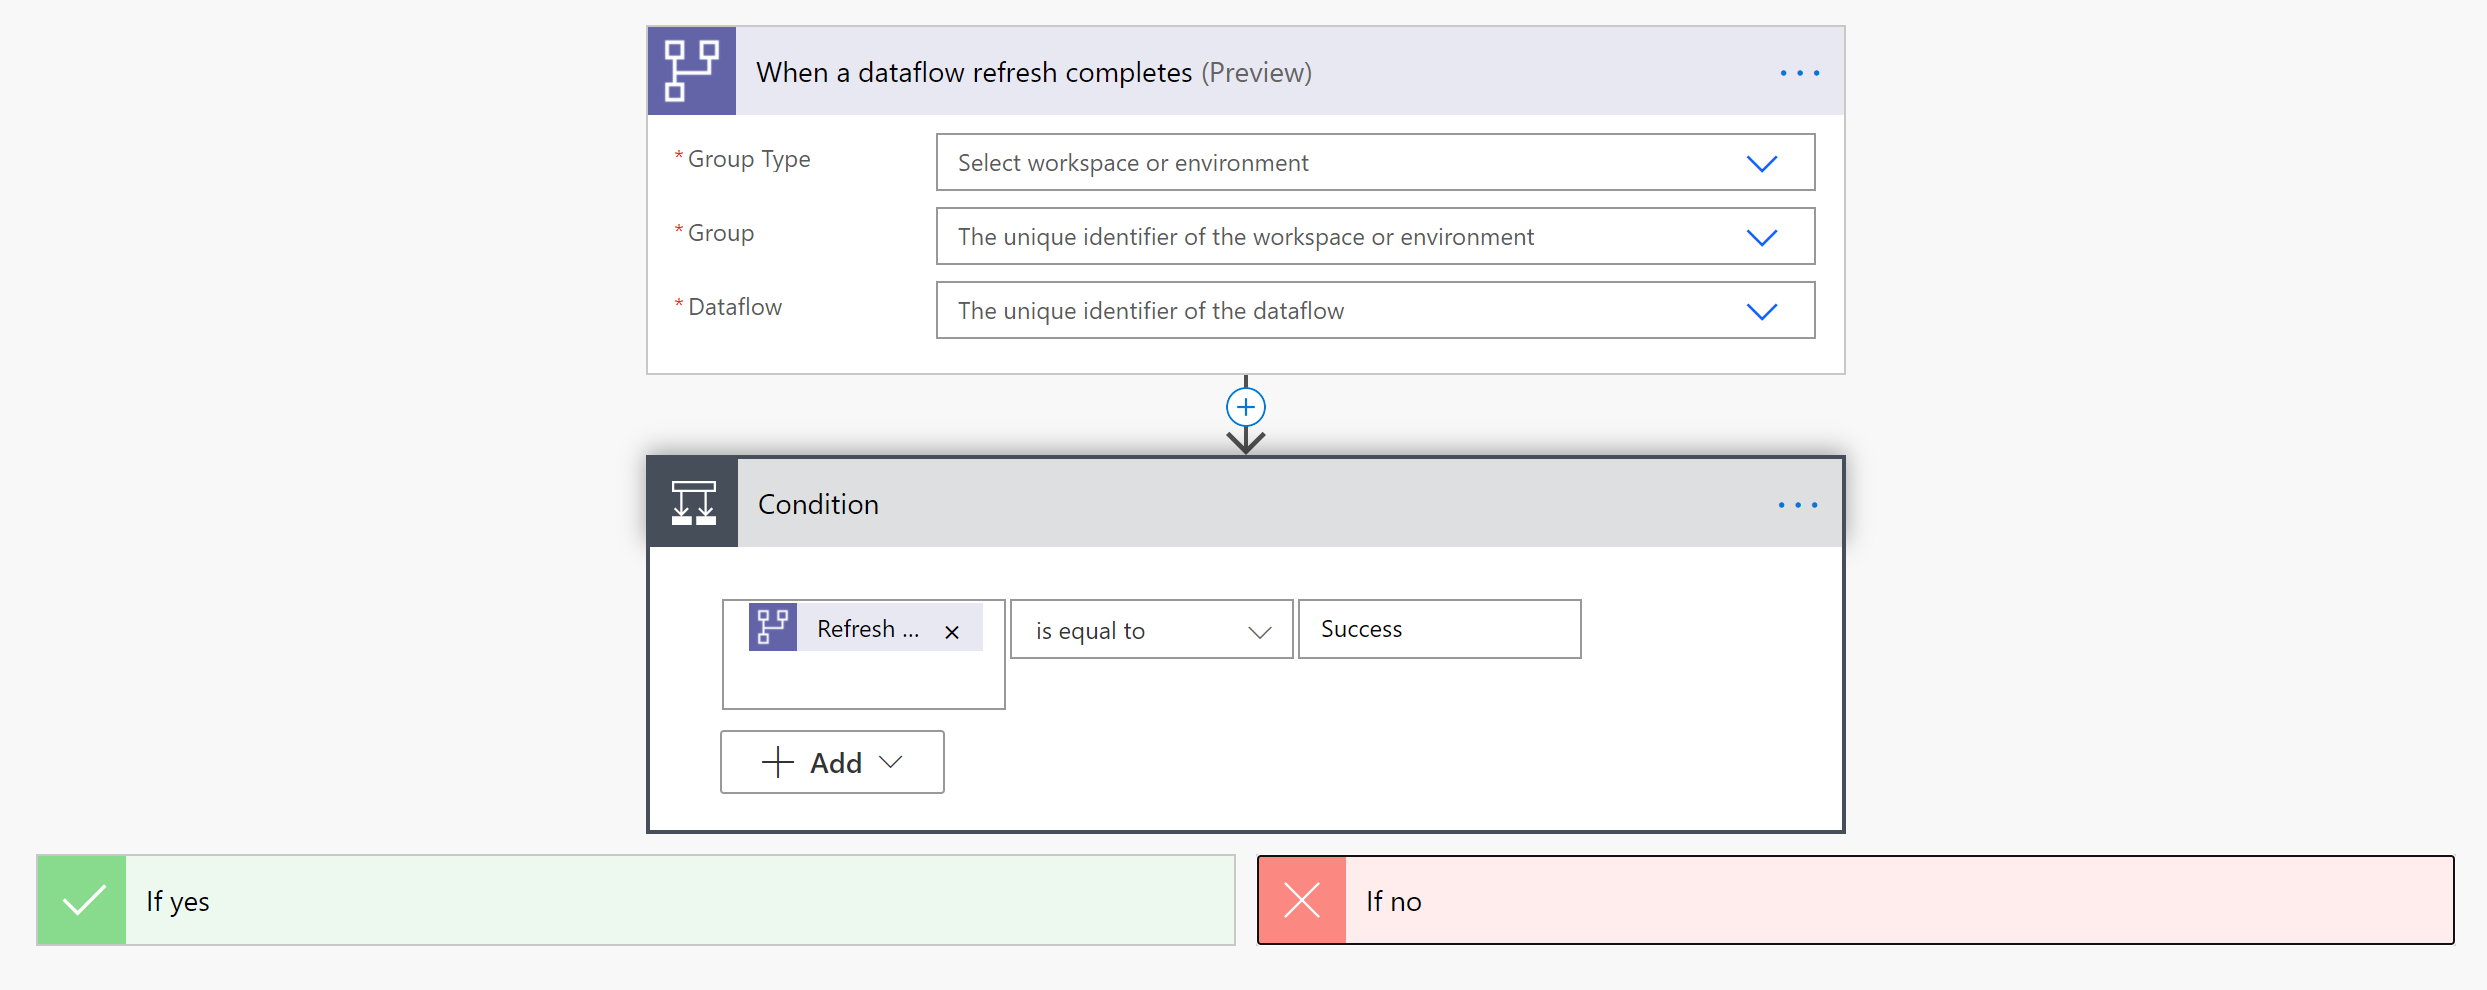 When a dataflow refresh completes (Preview)
* Group Type
Select workspace or environment
* Group
The unique identifier of the workspace or environment
* Dataflow
The unique identifier of the dataflow
Condition
Refresh ...
is equal to
Success
Add
If yes
If no